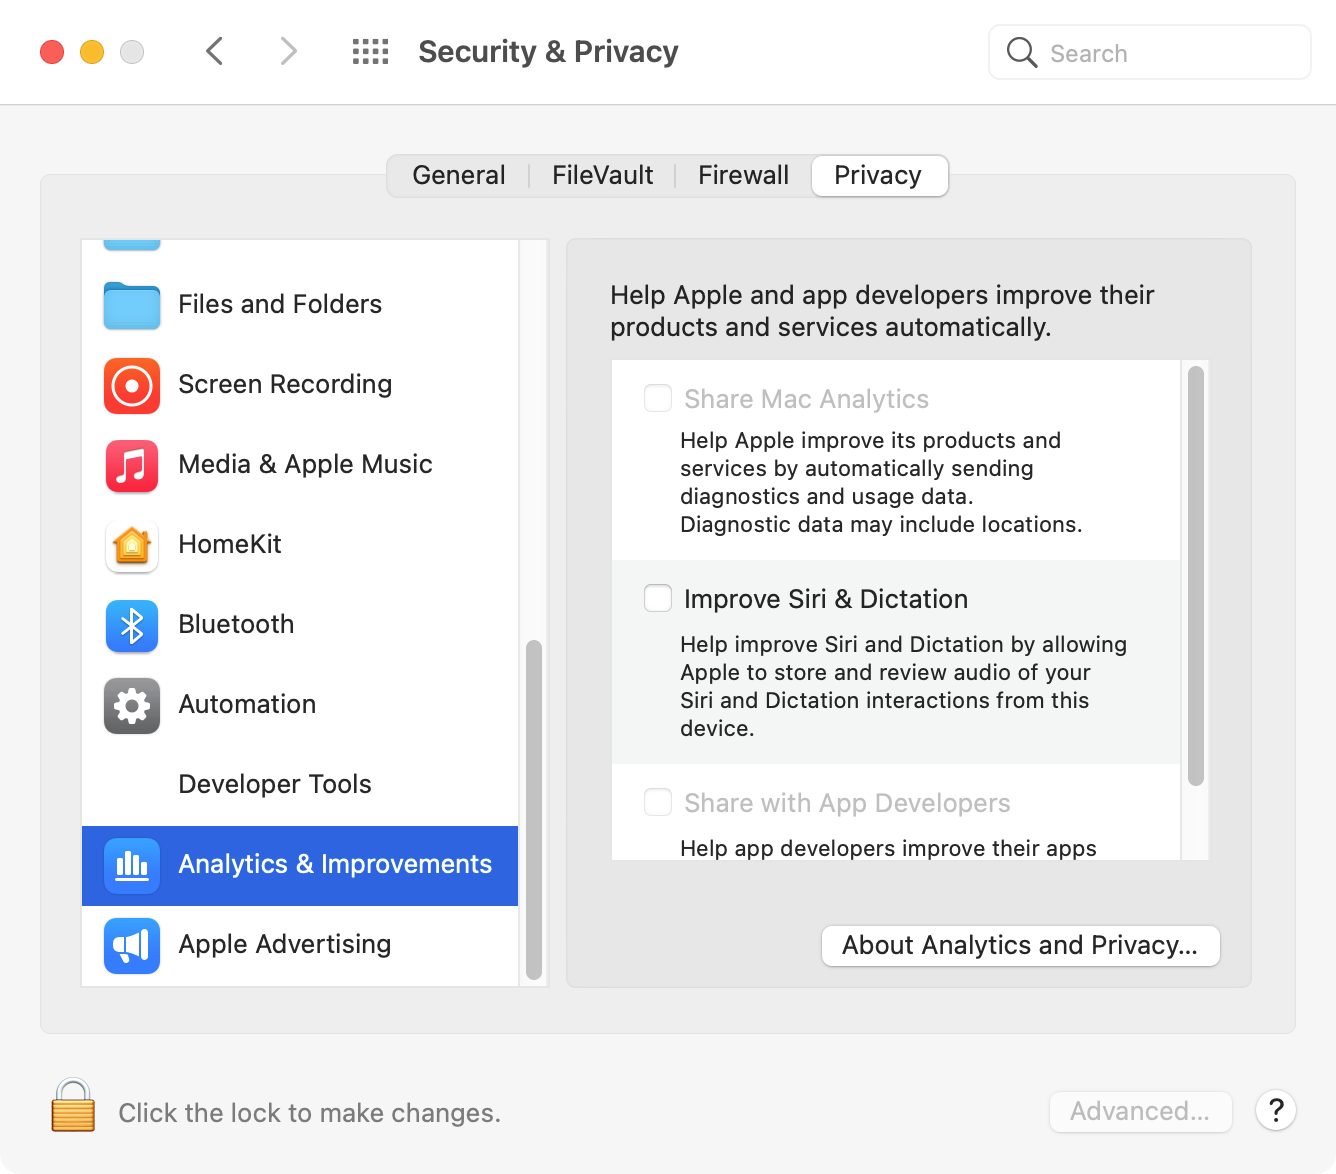 Security & Privacy
Search
General
FileVault
Firewall
Privacy
Files and Folders
Screen Recording
Media & Apple Music
HomeKit
Bluetooth
Automation
Developer Tools
Analytics & Improvements
Apple Advertising
Help Apple and app developers improve their
products and services automatically.
Share Mac Analytics
Help Apple improve its products and
services by automatically sending
diagnostics and usage data.
Diagnostic data may include locations.
Improve Siri & Dictation
Help improve Siri and Dictation by allowing
Apple to store and review audio of your
Siri and Dictation interactions from this
device.
Share with App Developers
Help app developers improve their apps
About Analytics and Privacy...
Click the lock to make changes.
Advanced...
?